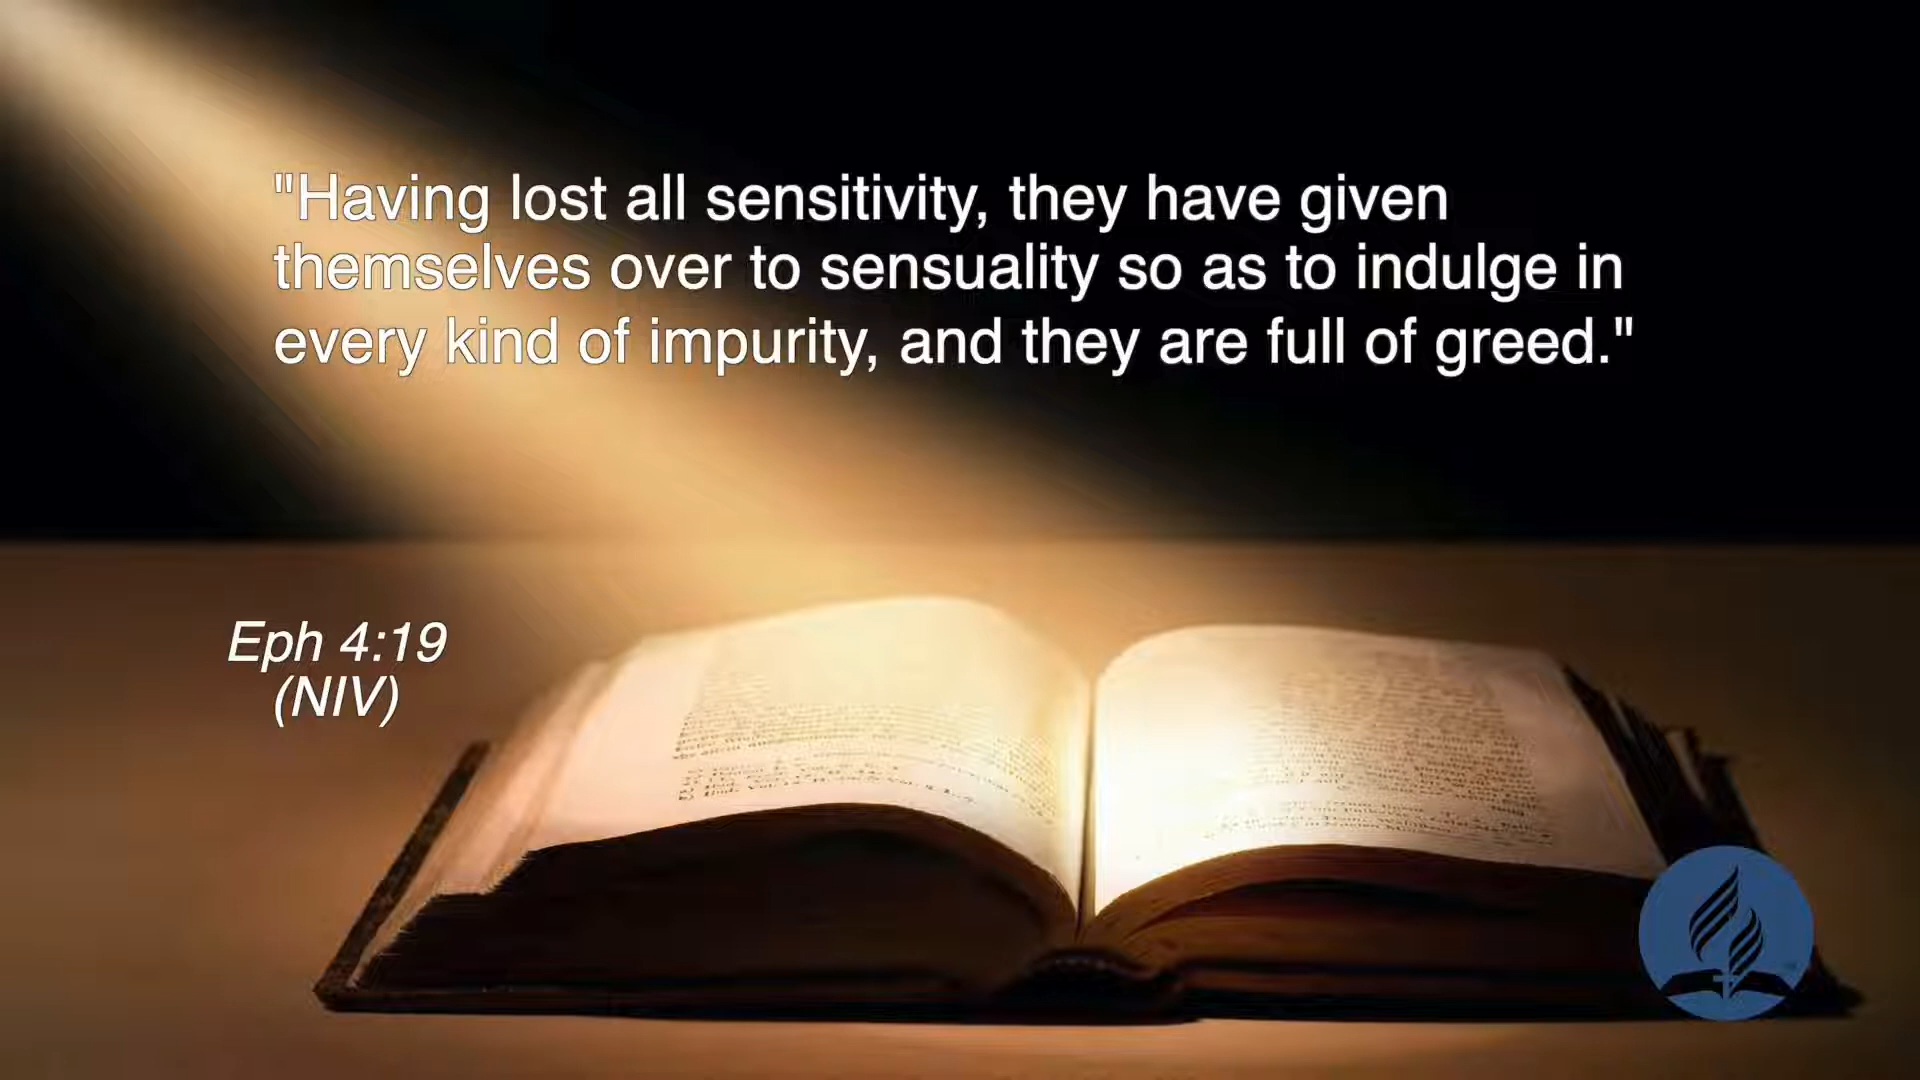 "Having lost all sensitivity, they have given
themselves over to sensuality so as to indulge in
every kind of impurity, and they are full of greed."
Eph 4:19
(NIV)